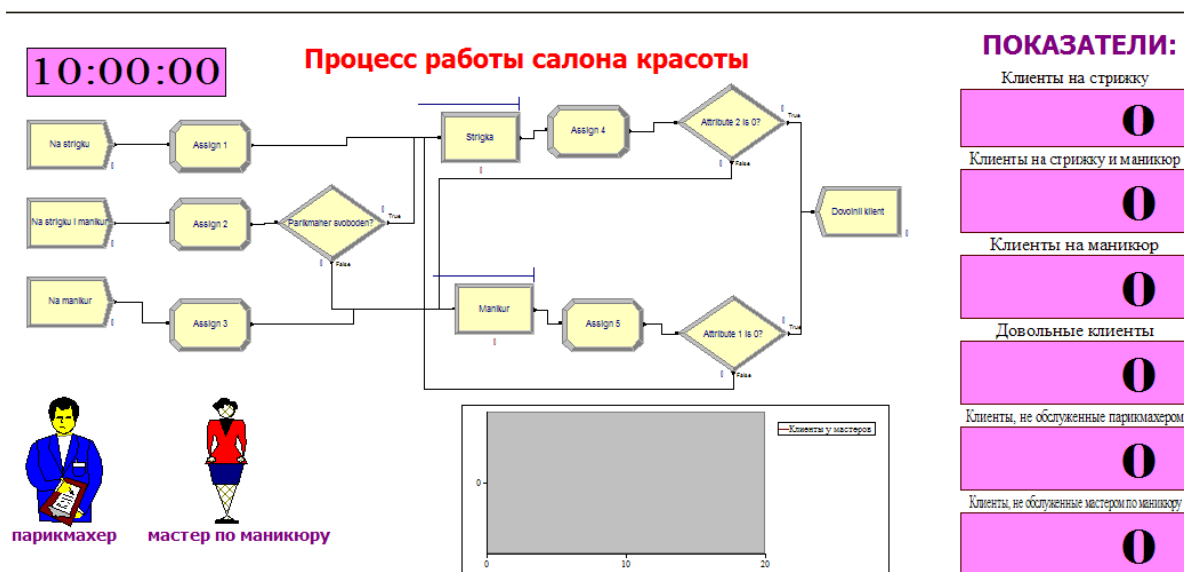 Процесс работы салона красоты
10:00:00
Na strigku
Assign 1
Strigka
Assign 4
Attribute 2 is 0?
True
False
Na strigku i manikur
Assign 2
Parikmaher svoboden?
True
False
Dovolnii klient
Na manikur
Assign 3
Manikur
Assign 5
Attribute 1 is 0?
True
False
парикмахер
мастер по маникюру
Клиенты у мастеров
0
0
10
20
ПОКАЗАТЕЛИ:
Клиенты на стрижку
0
Клиенты на стрижку и маникюр
0
Клиенты на маникюр
0
Довольные клиенты
0
Клиенты, не обслуженные парикмахером
0
Клиенты, не обслуженные мастером по маникюру
0